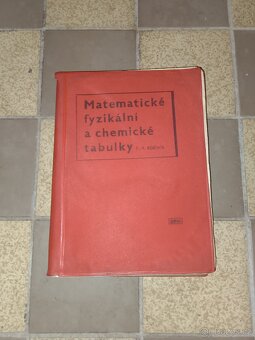 Matematické
fyzikální
a chemické
tabulky